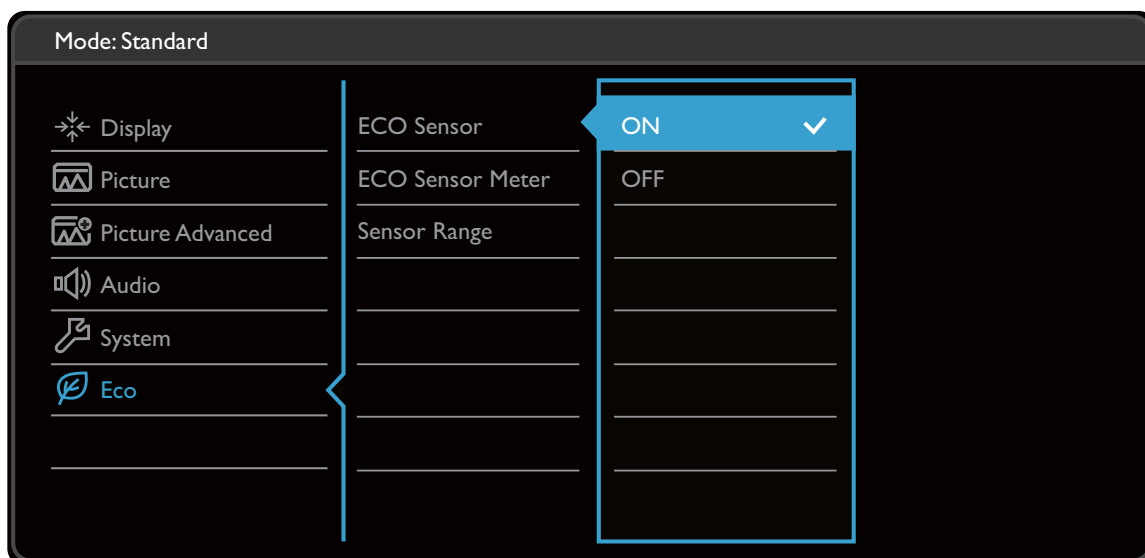 Mode: Standard
Display
Picture
Picture Advanced
Audio
System
Eco
ECO Sensor
ECO Sensor Meter
Sensor Range
ON
OFF